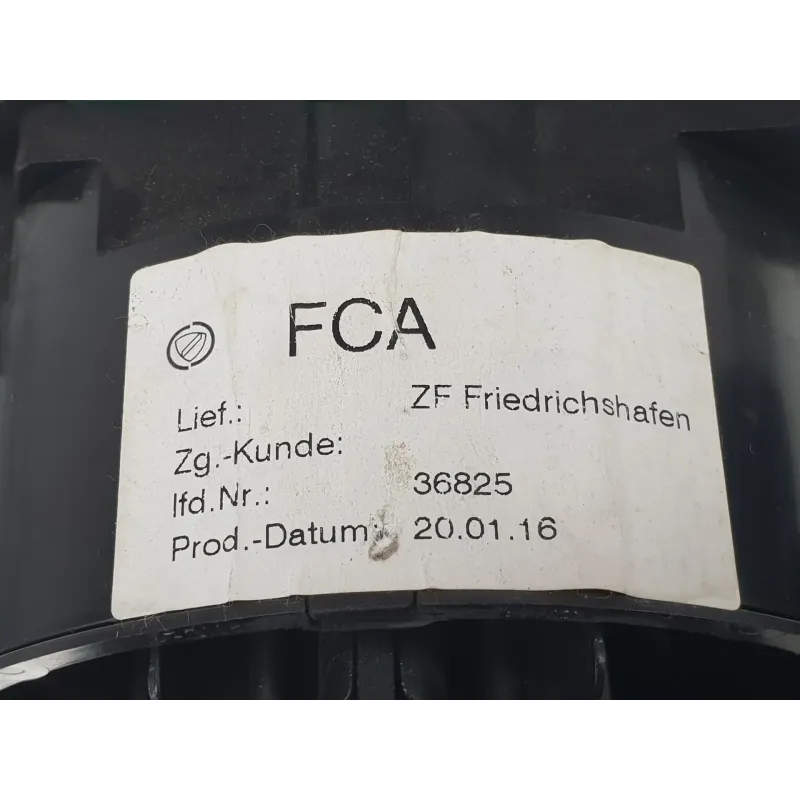 FCA
Lief.: ZF Friedrichshafen
Zg.-Kunde:
lfd.Nr.: 36825
Prod.-Datum: 20.01.16